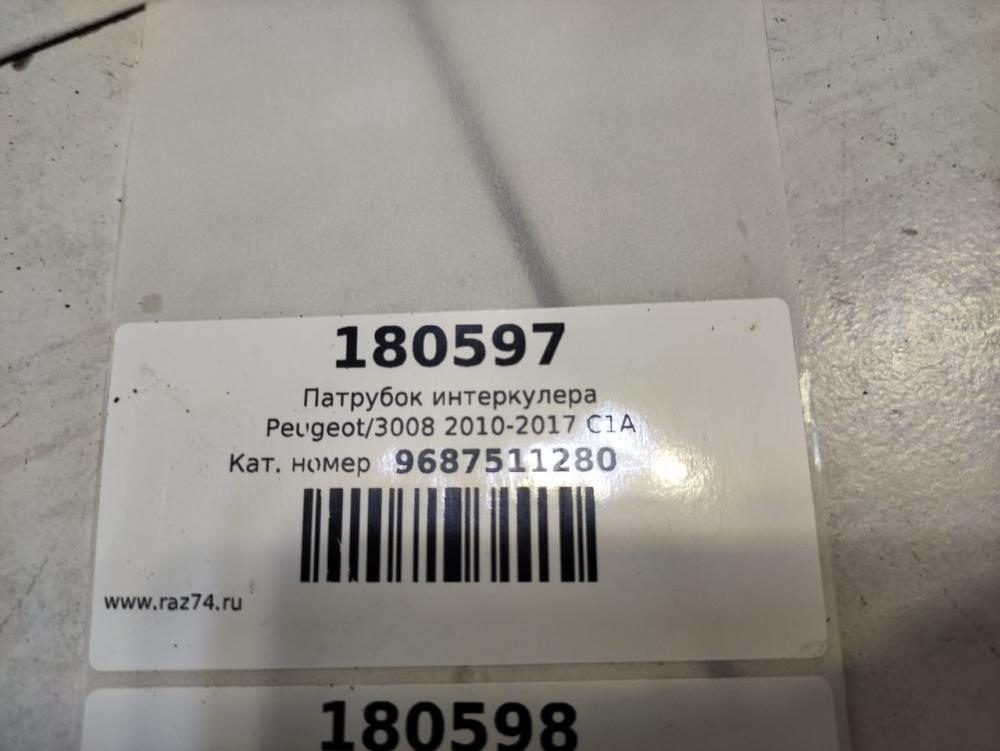 180597
Патрубок интеркулера
Peugeot/3008 2010-2017 C1A
Кат. номер 9687511280
www.raz74.ru
180598